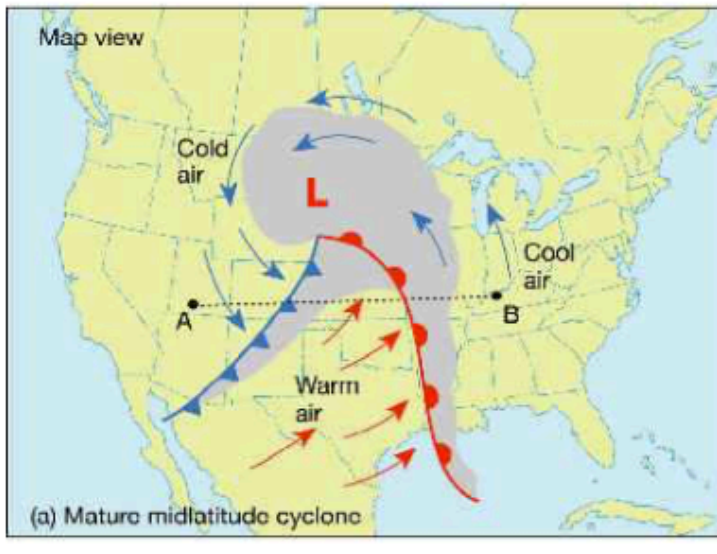 Map view
Cold
air
L
Cool
air
A
B
Warm
air
(a) Mature midlatitude cyclone